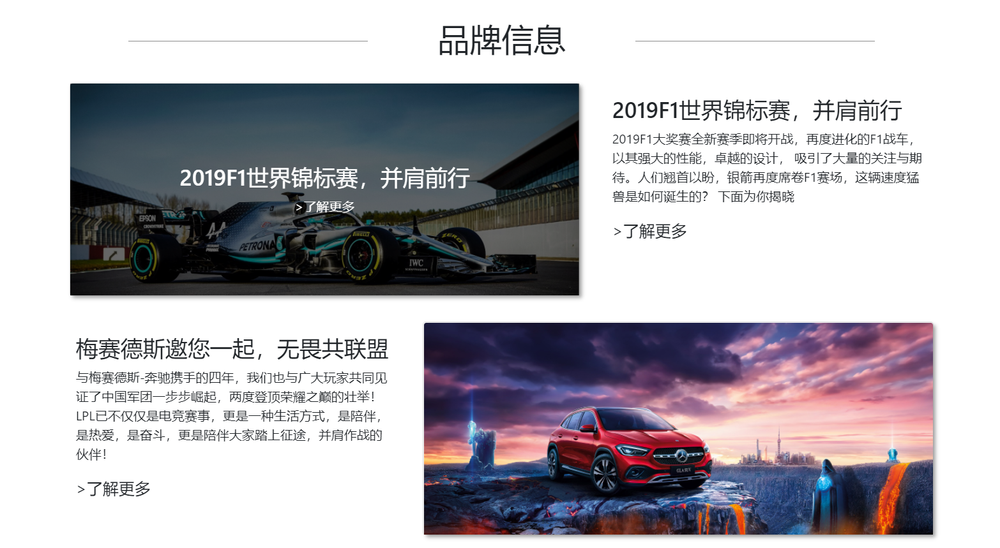 品牌信息
2019F1世界锦标赛，并肩前行
>了解更多
EPSON
CROWDSTRIKE
44
PETRONAS
PIRELLI
P ZERO
ZERO
IWC
SCHAFFHAUSEN
2019F1世界锦标赛，并肩前行
2019F1大奖赛全新赛季即将开战，再度进化的F1战车，
以其强大的性能，卓越的设计， 吸引了大量的关注与期
待。人们翘首以盼，银箭再度席卷F1赛场，这辆速度猛
兽是如何诞生的？ 下面为你揭晓
>了解更多
梅赛德斯邀您一起，无畏共联盟
与梅赛德斯-奔驰携手的四年，我们也与广大玩家共同见
证了中国军团一步步崛起，两度登顶荣耀之巅的壮举！
LPL已不仅仅是电竞赛事，更是一种生活方式，是陪伴，
是热爱，是奋斗，更是陪伴大家踏上征途，并肩作战的
伙伴！
>了解更多
GLA SUV